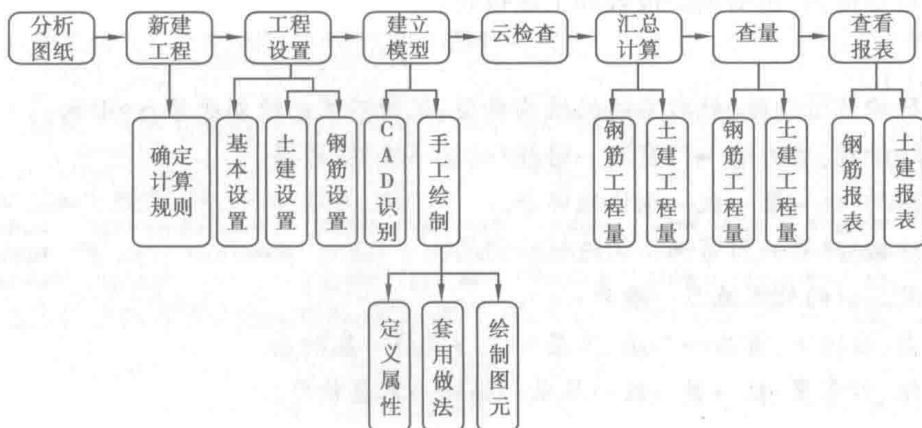 分析
图纸
新建
工程
工程
设置
建立
模型
云检查
汇总
计算
查量
查看
报表
确定
计算
规则
基本设置
土建设置
钢筋设置
CAD识别
手工绘制
钢筋工程量
土建工程量
钢筋工程量
土建工程量
钢筋报表
土建报表
定义属性
套用做法
绘制图元